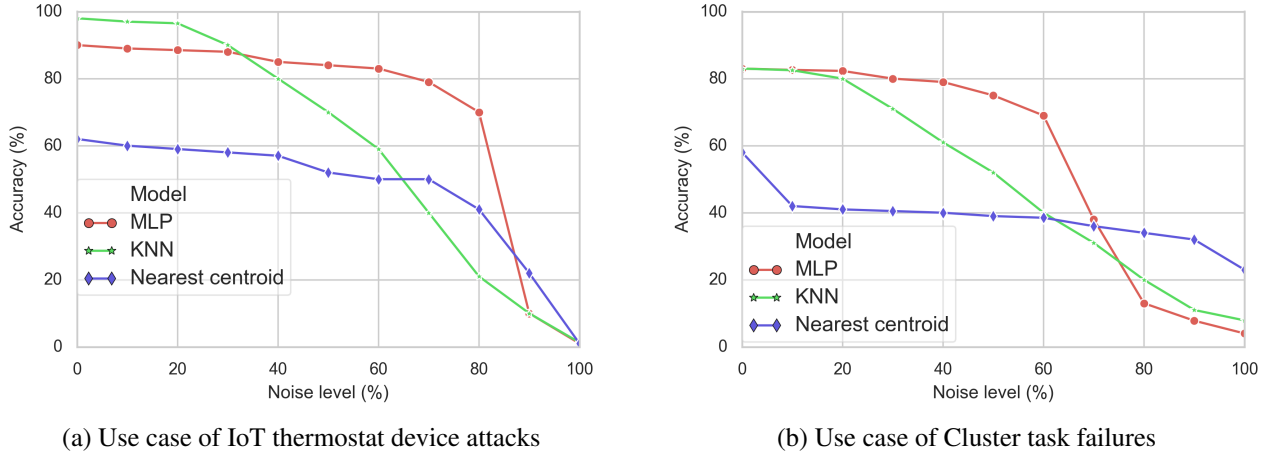 100
80
60
40
20
0
Accuracy (%)
Model
MLP
KNN
Nearest centroid
0 20 40 60 80 100
Noise level (%)
(a) Use case of IoT thermostat device attacks
100
80
60
40
20
0
Accuracy (%)
Model
MLP
KNN
Nearest centroid
0 20 40 60 80 100
Noise level (%)
(b) Use case of Cluster task failures